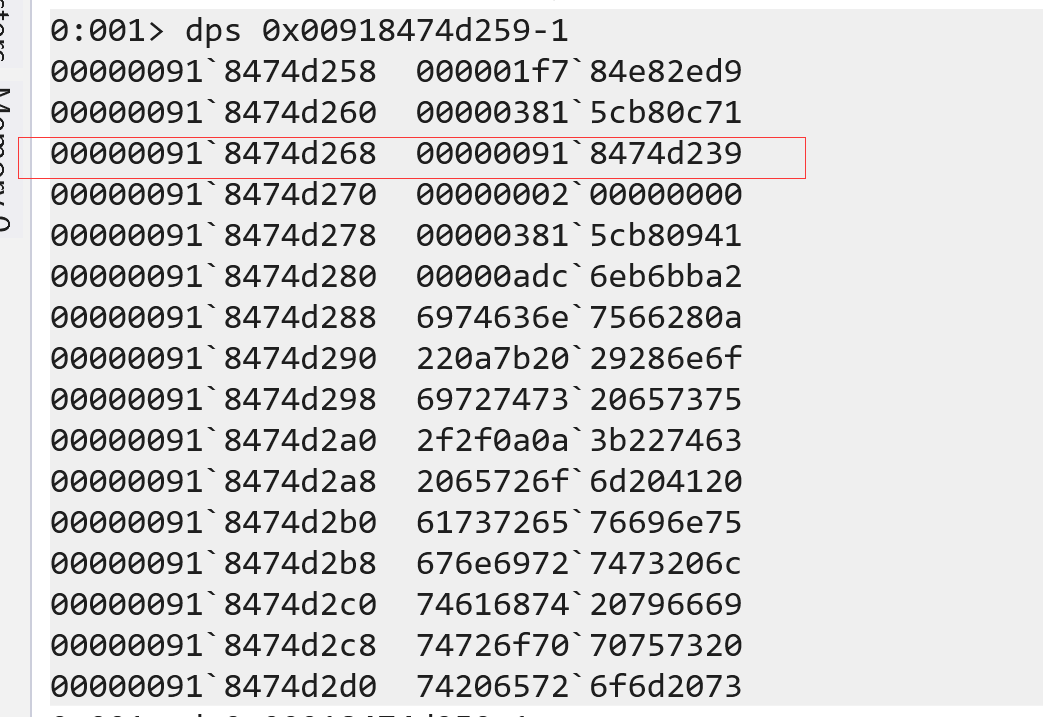 0:001> dps 0x00918474d259-1
00000091`8474d258  000001f7`84e82ed9
00000091`8474d260  00000381`5cb80c71
00000091`8474d268  00000091`8474d239
00000091`8474d270  00000002`00000000
00000091`8474d278  00000381`5cb80941
00000091`8474d280  00000adc`6eb6bba2
00000091`8474d288  6974636e`7566280a
00000091`8474d290  220a7b20`29286e6f
00000091`8474d298  69727473`20657375
00000091`8474d2a0  2f2f0a0a`3b227463
00000091`8474d2a8  2065726f`6d204120
00000091`8474d2b0  61737265`76696e75
00000091`8474d2b8  676e6972`7473206c
00000091`8474d2c0  74616874`20796669
00000091`8474d2c8  74726f70`70757320
00000091`8474d2d0  74206572`6f6d2073